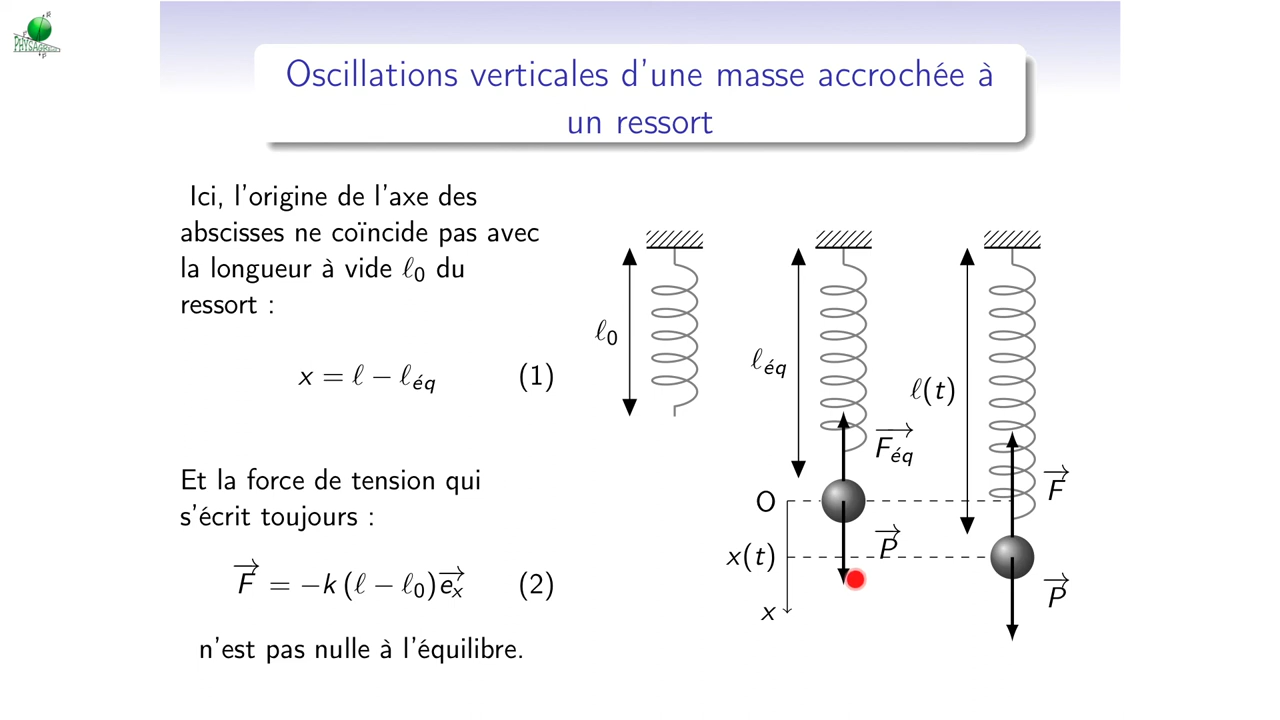 Oscillations verticales d'une masse accrochée à
un ressort
Ici, l'origine de l'axe des
abscisses ne coïncide pas avec
la longueur à vide ℓ₀ du
ressort :
x = ℓ − ℓéq (1)
Et la force de tension qui
s'écrit toujours :
F⃗ = −k (ℓ − ℓ₀) e⃗ₓ (2)
n'est pas nulle à l'équilibre.
ℓ₀
ℓéq
ℓ(t)
F⃗éq
F⃗
O
P⃗
x(t)
P⃗
x